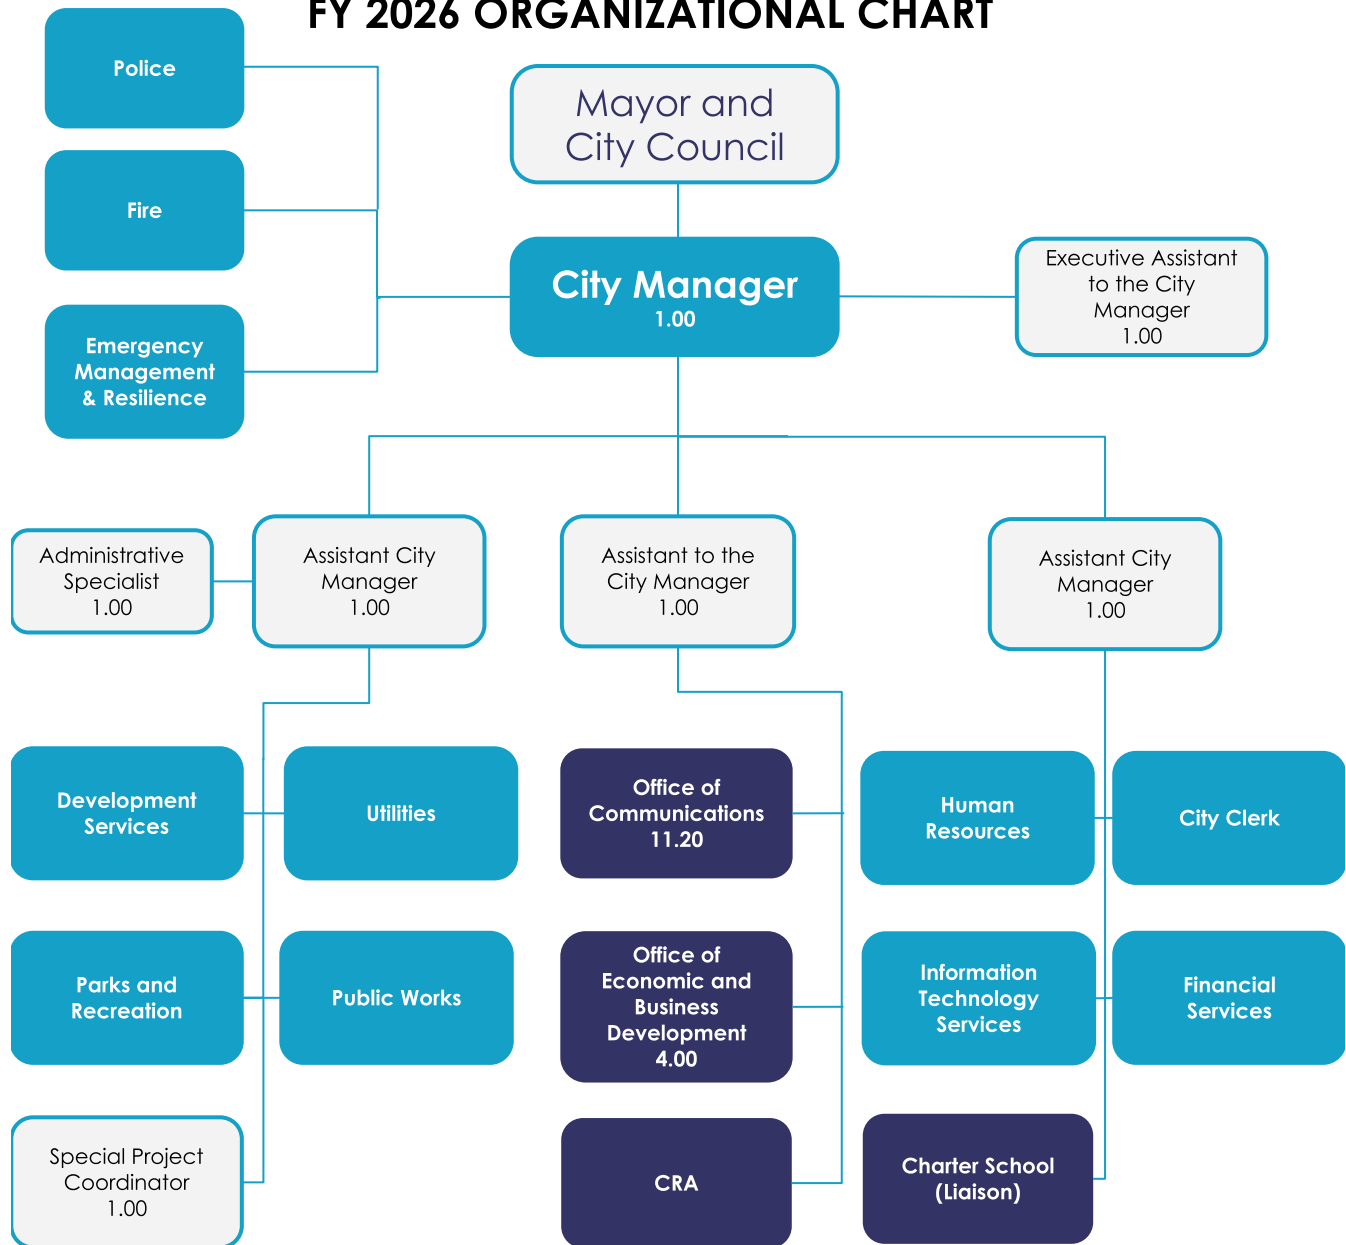 FY 2026 ORGANIZATIONAL CHART
Police
Mayor and
City Council
Fire
City Manager
1.00
Executive Assistant
to the City
Manager
1.00
Emergency
Management
& Resilience
Administrative
Specialist
1.00
Assistant City
Manager
1.00
Assistant to the
City Manager
1.00
Assistant City
Manager
1.00
Development
Services
Utilities
Office of
Communications
11.20
Human
Resources
City Clerk
Parks and
Recreation
Public Works
Office of
Economic and
Business
Development
4.00
Information
Technology
Services
Financial
Services
Special Project
Coordinator
1.00
CRA
Charter School
(Liaison)